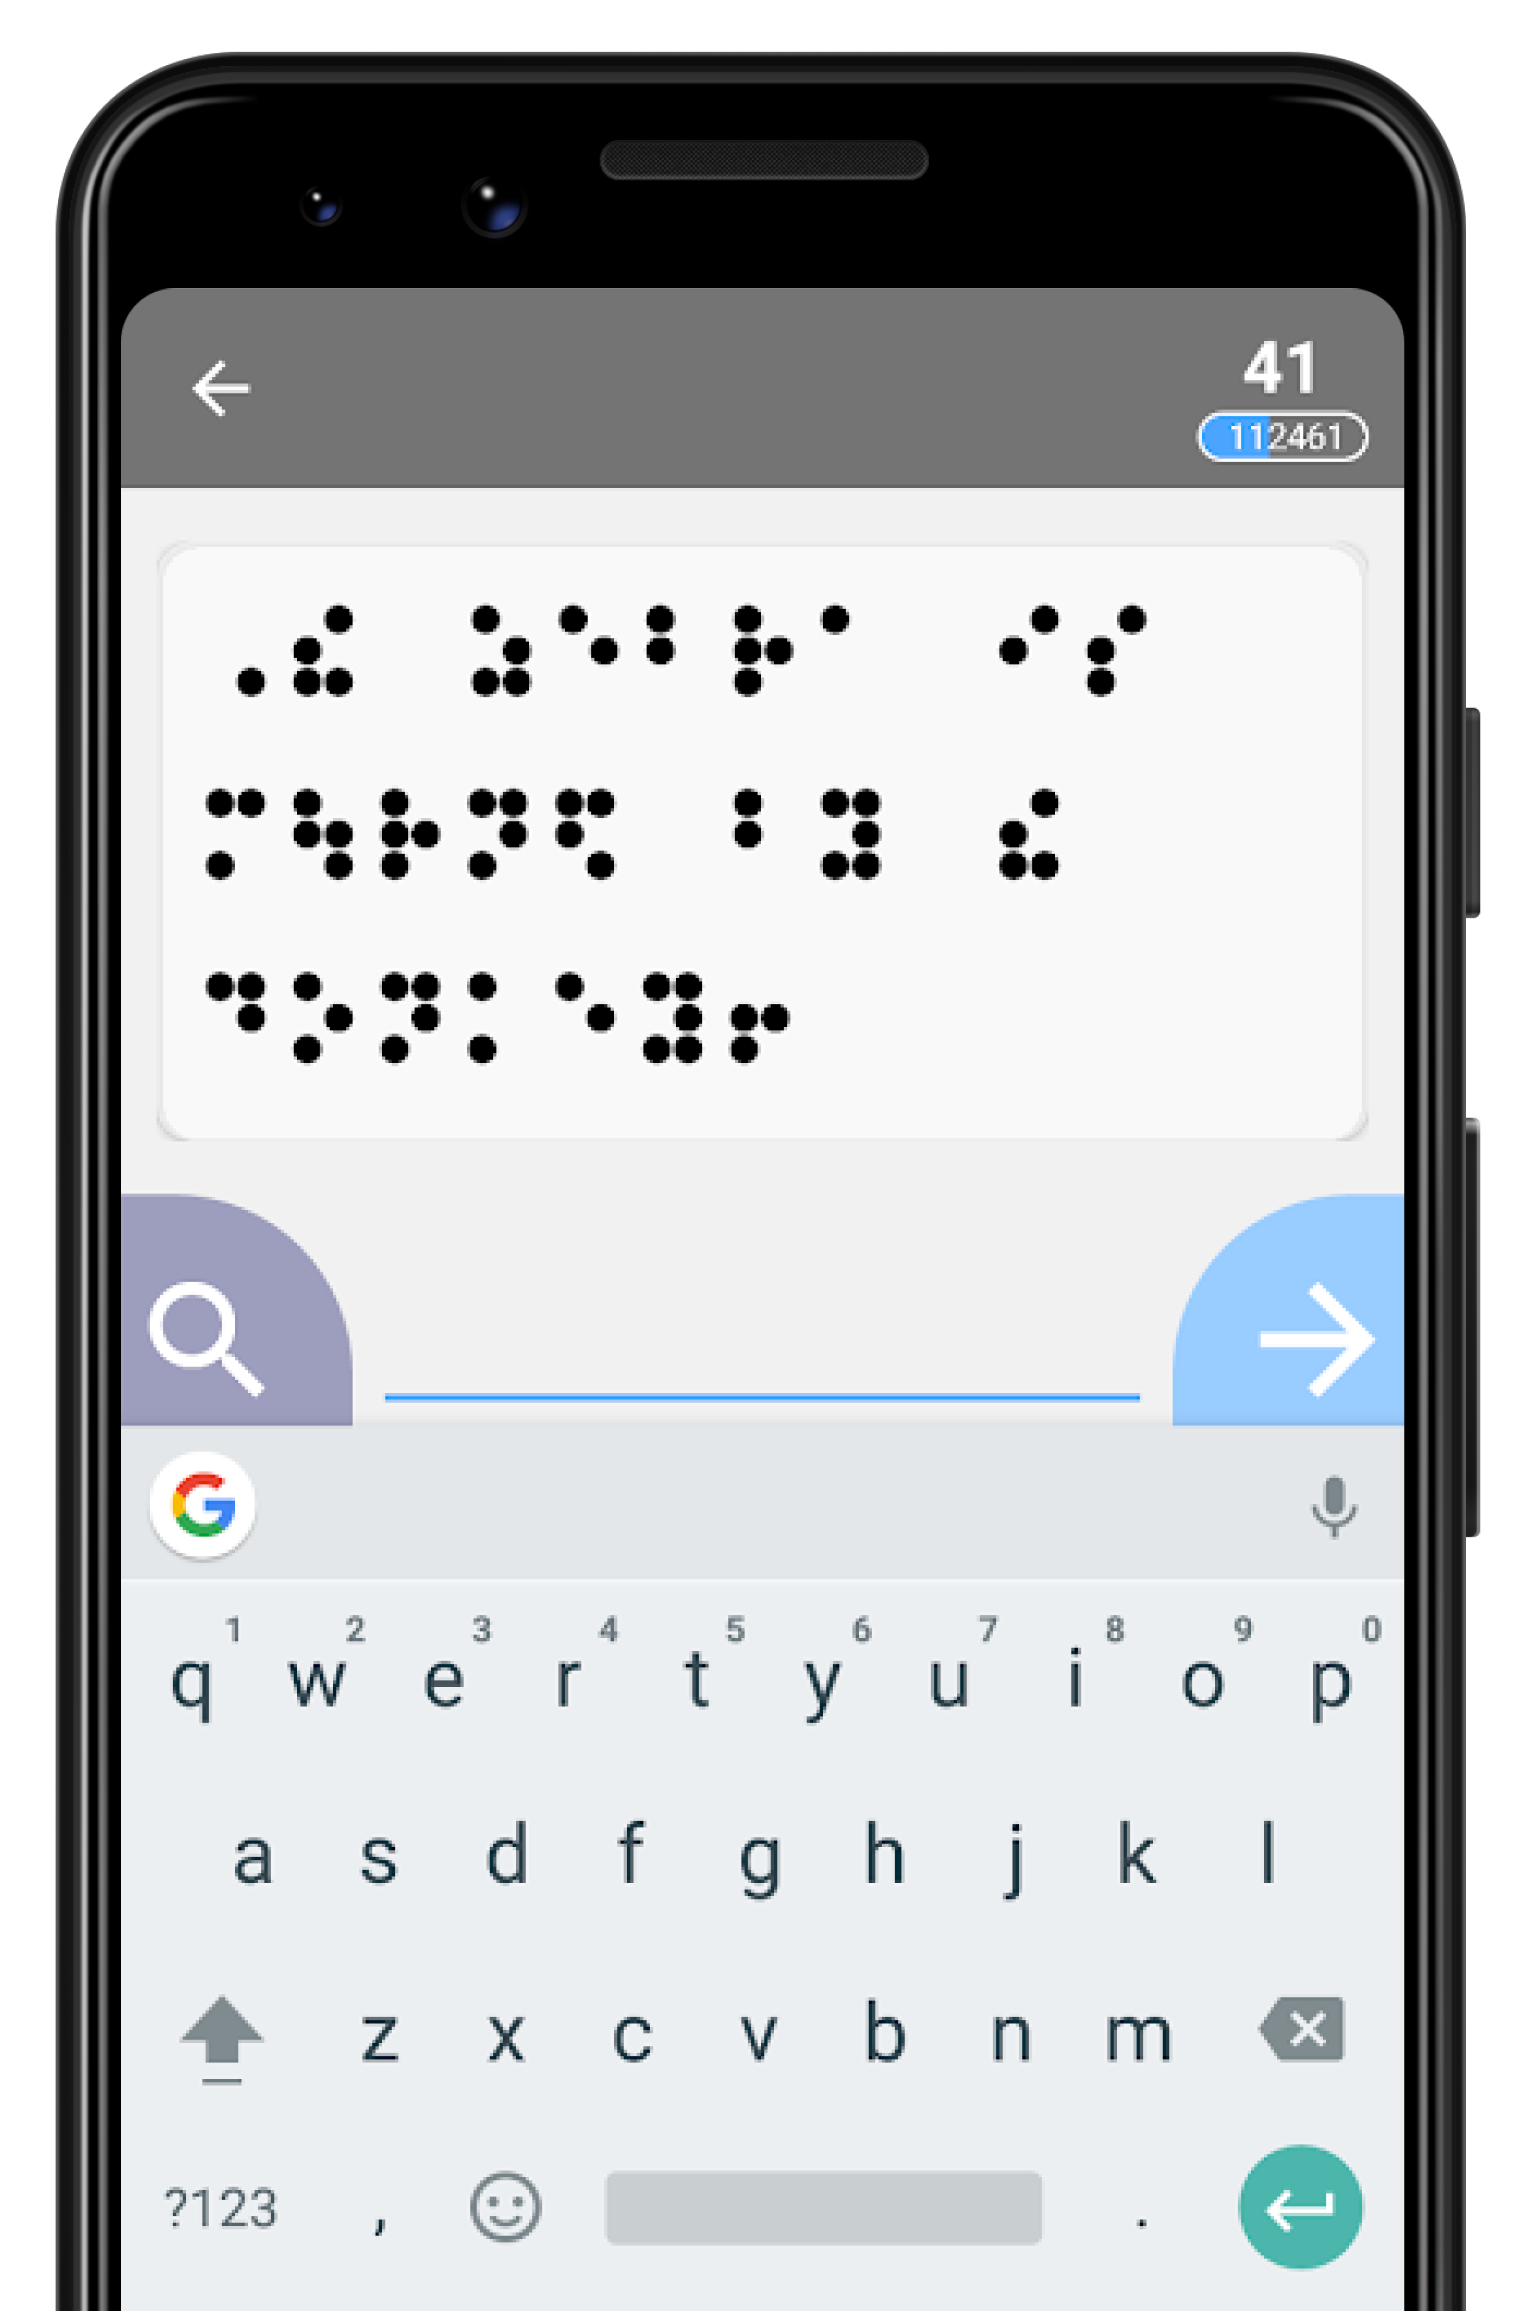 41
112461
⠠⠮ ⠵⠑⠃⠗⠁ ⠊⠎
⠍⠳⠗⠝⠫ ⠃⠽ ⠮
⠙⠕⠝⠅⠑⠽⠖
G
1 2 3 4 5 6 7 8 9 0
q w e r t y u i o p
a s d f g h j k l
z x c v b n m
?123 , .